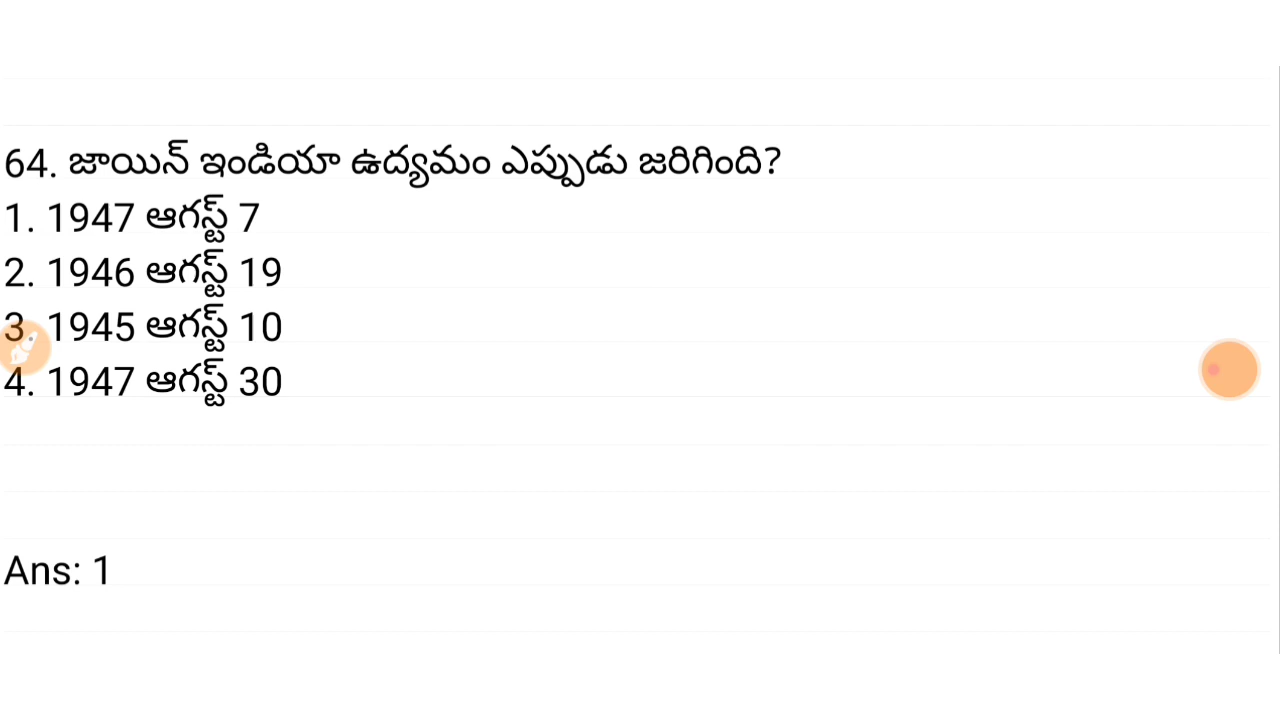 64. జాయిన్ ఇండియా ఉద్యమం ఎప్పుడు జరిగింది?
1. 1947 ఆగస్ట్ 7
2. 1946 ఆగస్ట్ 19
3. 1945 ఆగస్ట్ 10
4. 1947 ఆగస్ట్ 30
Ans: 1